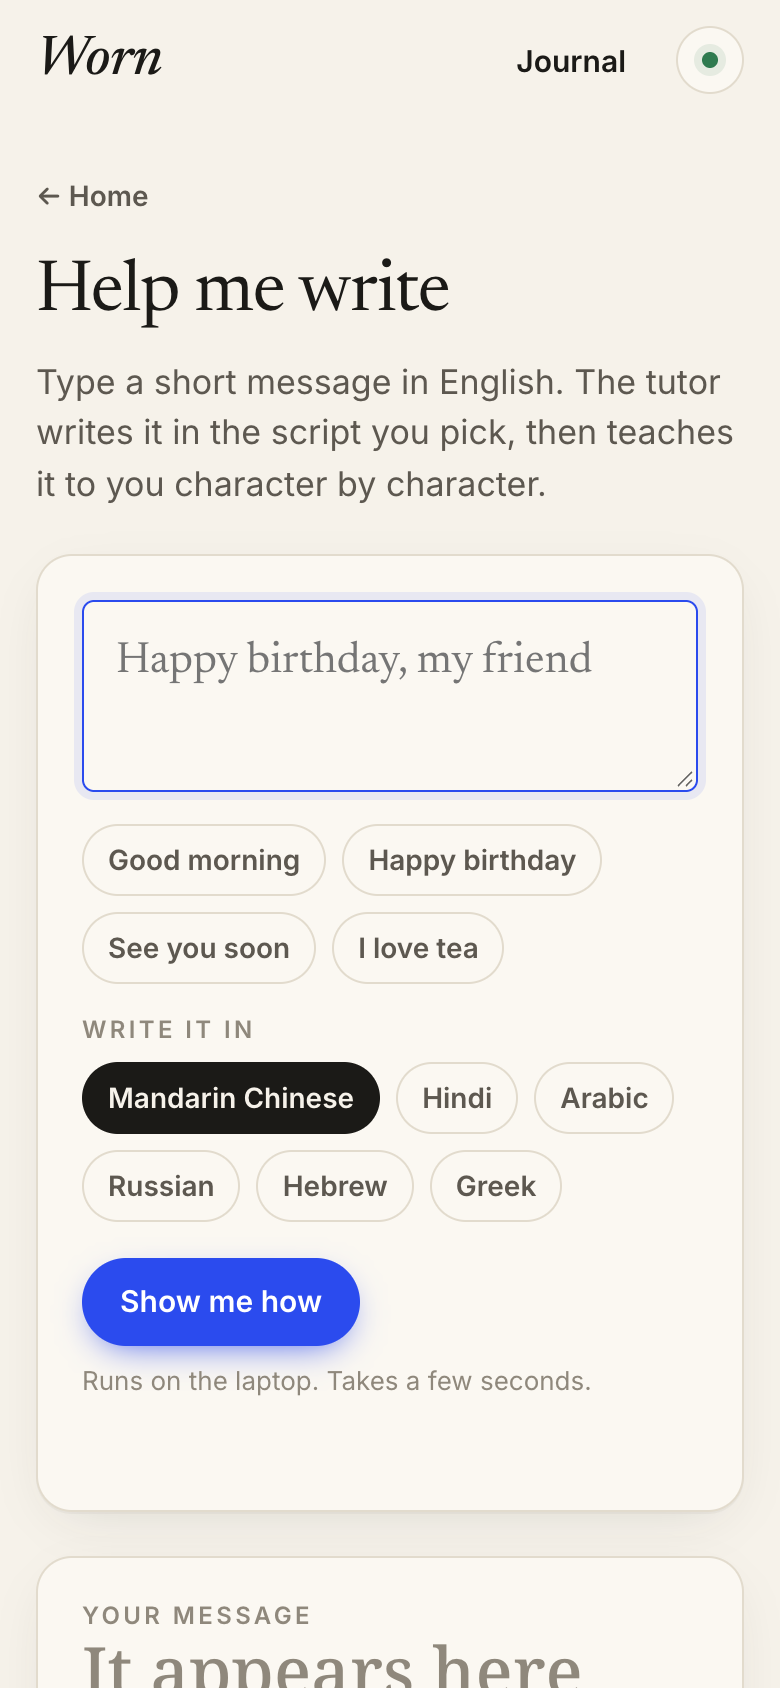 Worn
Journal
← Home
Help me write
Type a short message in English. The tutor
writes it in the script you pick, then teaches
it to you character by character.
Happy birthday, my friend
Good morning
Happy birthday
See you soon
I love tea
WRITE IT IN
Mandarin Chinese
Hindi
Arabic
Russian
Hebrew
Greek
Show me how
Runs on the laptop. Takes a few seconds.
YOUR MESSAGE
It appears here